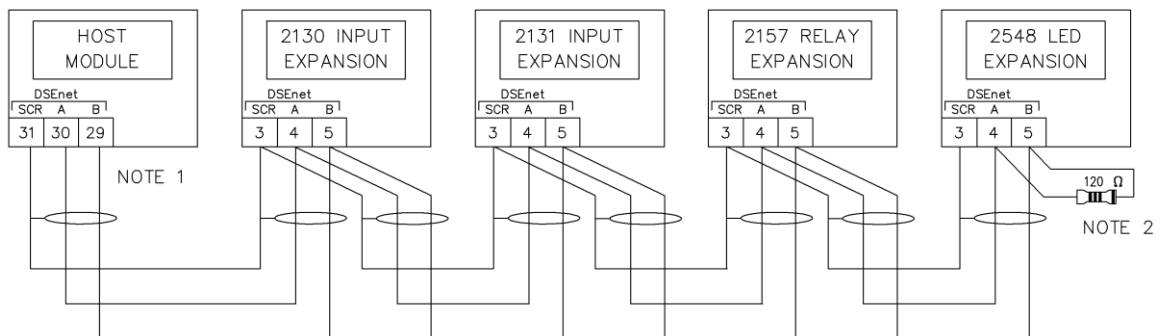 HOST
MODULE
DSEnet
SCR A B
31 30 29
NOTE 1
2130 INPUT
EXPANSION
DSEnet
SCR A B
3 4 5
2131 INPUT
EXPANSION
DSEnet
SCR A B
3 4 5
2157 RELAY
EXPANSION
DSEnet
SCR A B
3 4 5
2548 LED
EXPANSION
DSEnet
SCR A B
3 4 5
120 Ω
NOTE 2